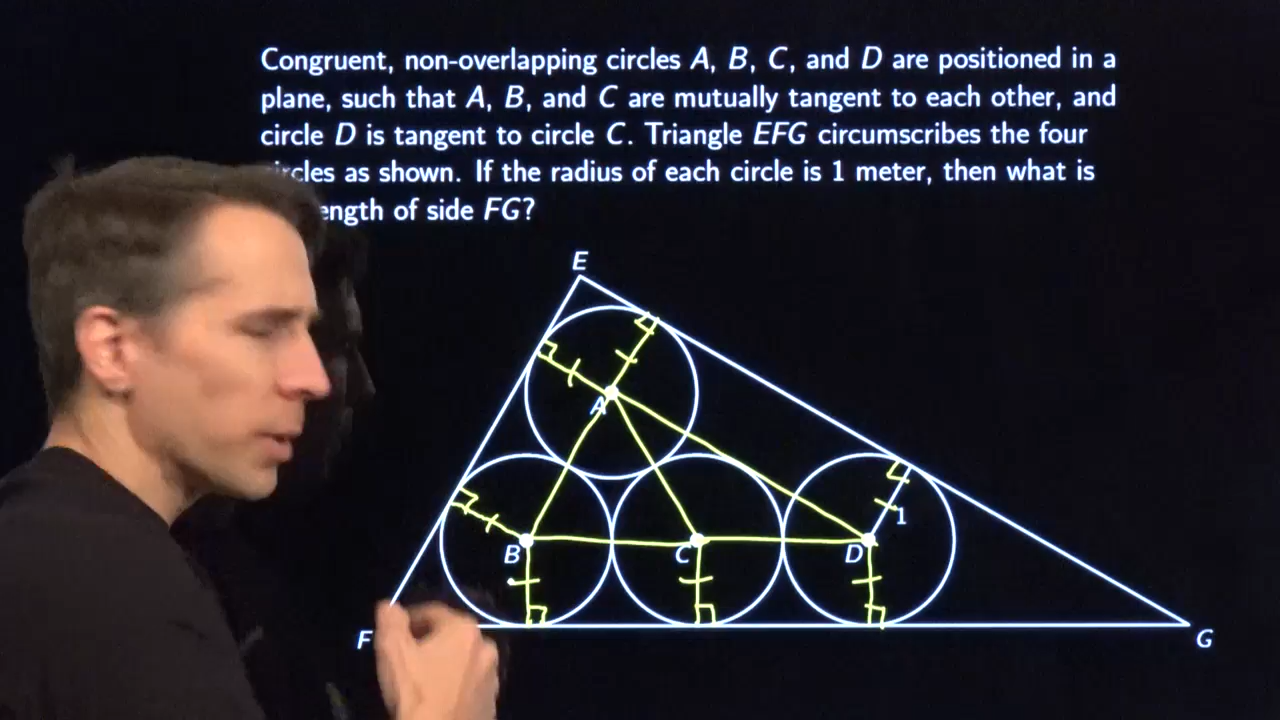 Congruent, non-overlapping circles A, B, C, and D are positioned in a
plane, such that A, B, and C are mutually tangent to each other, and
circle D is tangent to circle C. Triangle EFG circumscribes the four
as shown. If the radius of each circle is 1 meter, then what is
of side FG?
E
A
1
B
C
D
F
G